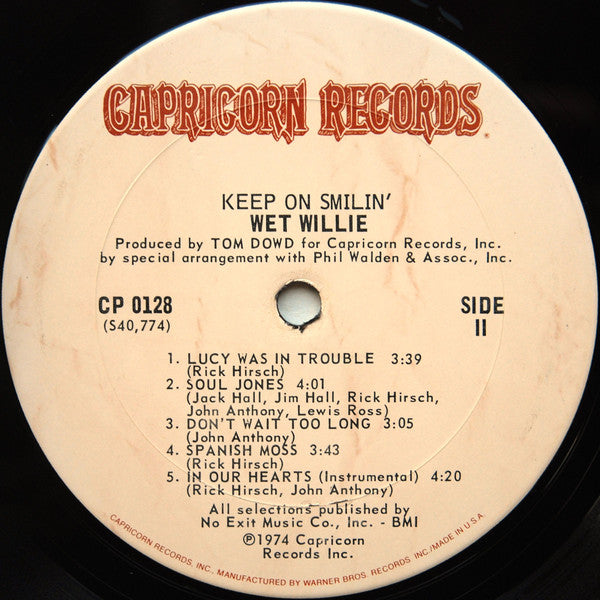 CAPRICORN RECORDS
KEEP ON SMILIN'
WET WILLIE
Produced by TOM DOWD for Capricorn Records, Inc.
by special arrangement with Phil Walden & Assoc., Inc.
CP 0128
(S40,774)
SIDE
II
1. LUCY WAS IN TROUBLE 3:39
(Rick Hirsch)
2. SOUL JONES 4:01
(Jack Hall, Jim Hall, Rick Hirsch,
John Anthony, Lewis Ross)
3. DON'T WAIT TOO LONG 3:05
(John Anthony)
4. SPANISH MOSS 3:43
(Rick Hirsch)
5. IN OUR HEARTS (Instrumental) 4:20
(Rick Hirsch, John Anthony)
All selections published by
No Exit Music Co., Inc. - BMI
℗1974 Capricorn
Records Inc.
CAPRICORN RECORDS, INC., MANUFACTURED BY WARNER BROS. RECORDS INC./MADE IN U.S.A.